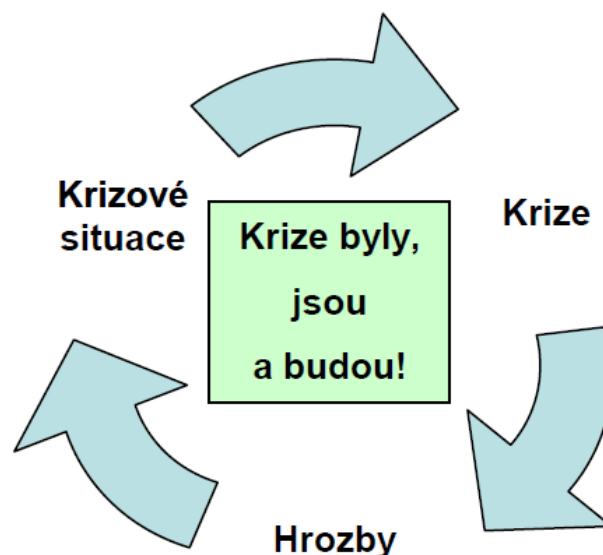 Krizové
situace
Krize byly,
jsou
a budou!
Krize
Hrozby